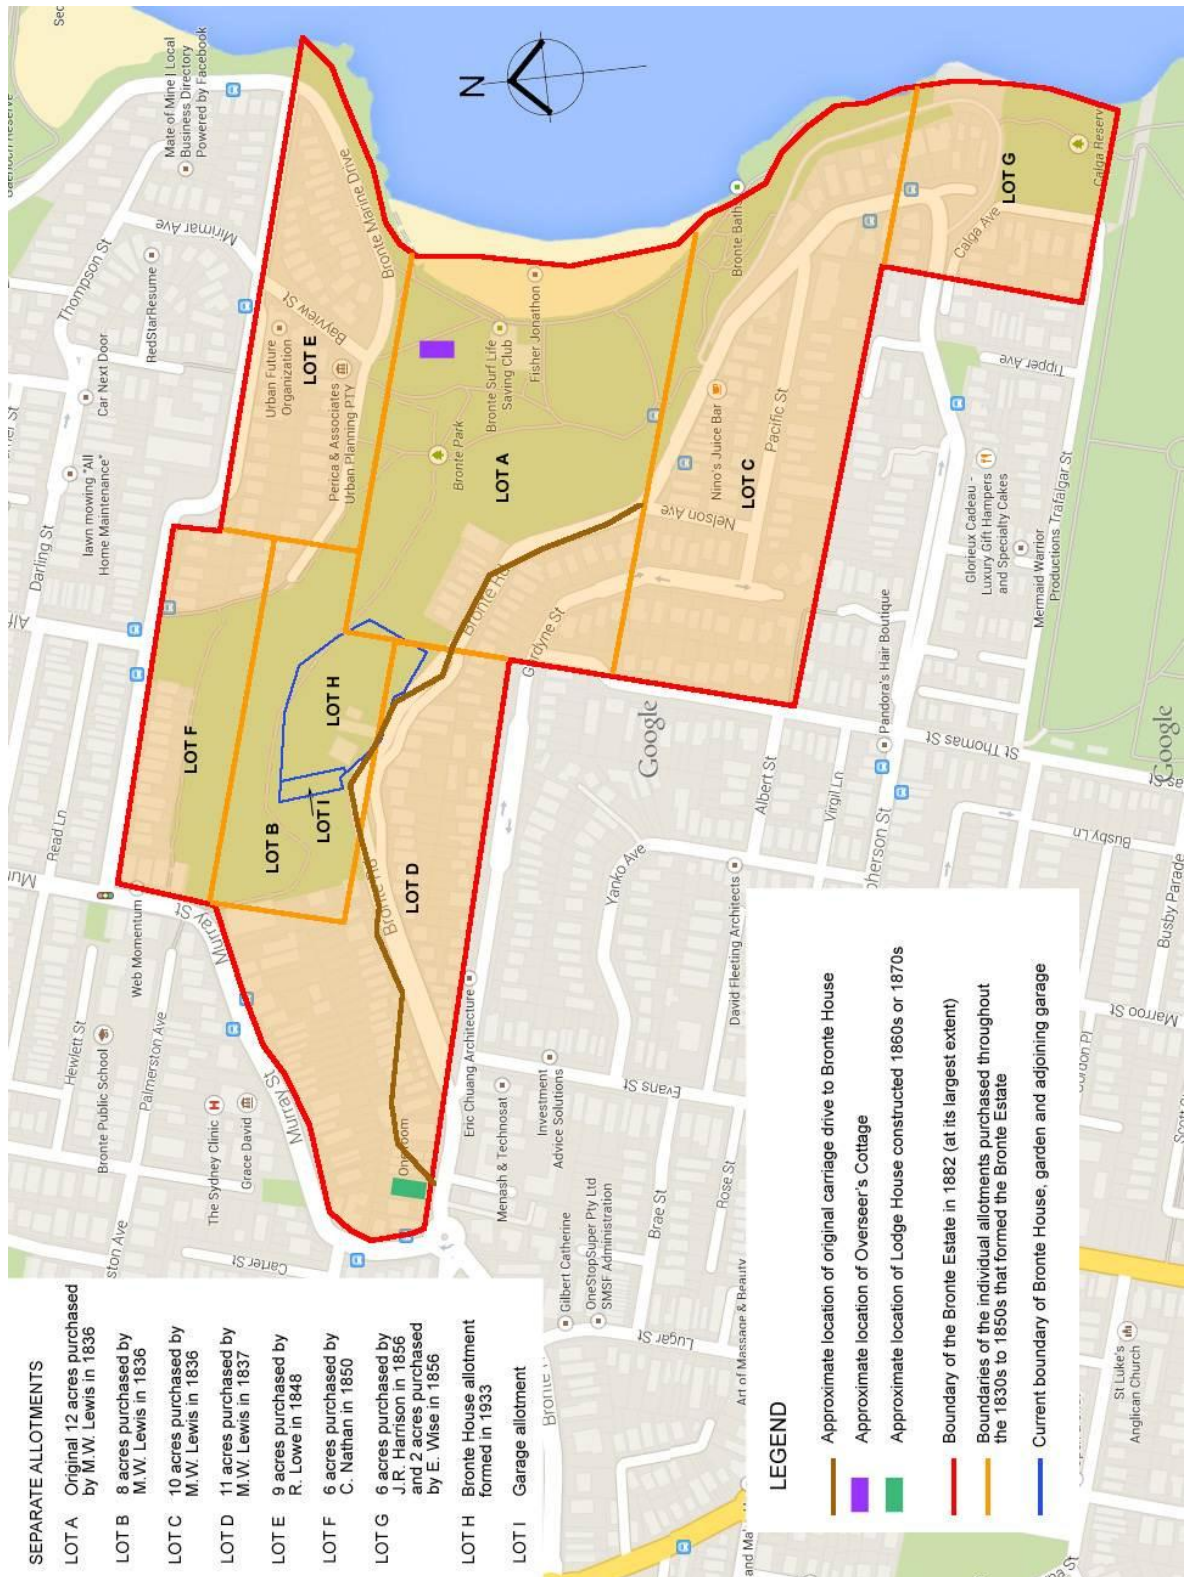 SEPARATE ALLOTMENTS
LOT A Original 12 acres purchased
by M.W. Lewis in 1836
LOT B 8 acres purchased by
M.W. Lewis in 1836
LOT C 10 acres purchased by
M.W. Lewis in 1836
LOT D 11 acres purchased by
M.W. Lewis in 1837
LOT E 9 acres purchased by
R. Lowe in 1848
LOT F 6 acres purchased by
C. Nathan in 1850
LOT G 6 acres purchased by
J.R. Harrison in 1856
and 2 acres purchased
by E. Wise in 1856
LOT H Bronte House allotment
formed in 1933
LOT I Garage allotment
LEGEND
Approximate location of original carriage drive to Bronte House
Approximate location of Overseer's Cottage
Approximate location of Lodge House constructed 1860s or 1870s
Boundary of the Bronte Estate in 1882 (at its largest extent)
Boundaries of the individual allotments purchased throughout
the 1830s to 1850s that formed the Bronte Estate
Current boundary of Bronte House, garden and adjoining garage
N
Mate of Mine | Local
Business Directory
Powered by Facebook
Mirimar Ave
Thompson St
RedStarResume
Car Next Door
lawn mowing "All
Home Maintenance"
Darling St
Read Ln
Murray St
Web Momentum
Hewlett St
Bronte Public School
Palmerston Ave
The Sydney Clinic
Grace David
Murray St
Carter St
LOT E
Urban Future
Organization
Bayview St
Bronte Marine Drive
Perica & Associates
Urban Planning PTY
LOT F
LOT B
LOT H
LOT I
LOT D
LOT A
Bronte Park
Bronte Surf Life
Saving Club
Fisher Jonathon
Bronte Baths
Bronte Rd
Gardyne St
Nino's Juice Bar
LOT C
Pacific St
Nelson Ave
LOT G
Calga Ave
Calga Reserve
Tipper Ave
Trafalgar St
Glorieux Cadeau -
Luxury Gift Hampers
and Specialty Cakes
Mermaid Warrior
Productions
Pandora's Hair Boutique
St Thomas St
Albert St
Virgil Ln
Yanko Ave
David Fleeting Architects
Busby Ln
Busby Parade
Marroo St
Evans St
Eric Chuang Architecture
Menash & Technosat
Investment
Advice Solutions
Gilbert Catherine
OneStopSuper Pty Ltd
SMSF Administration
Brae St
Rose St
Lugar St
Art of Massage & Beauty
St Luke's
Anglican Church
Google
Google